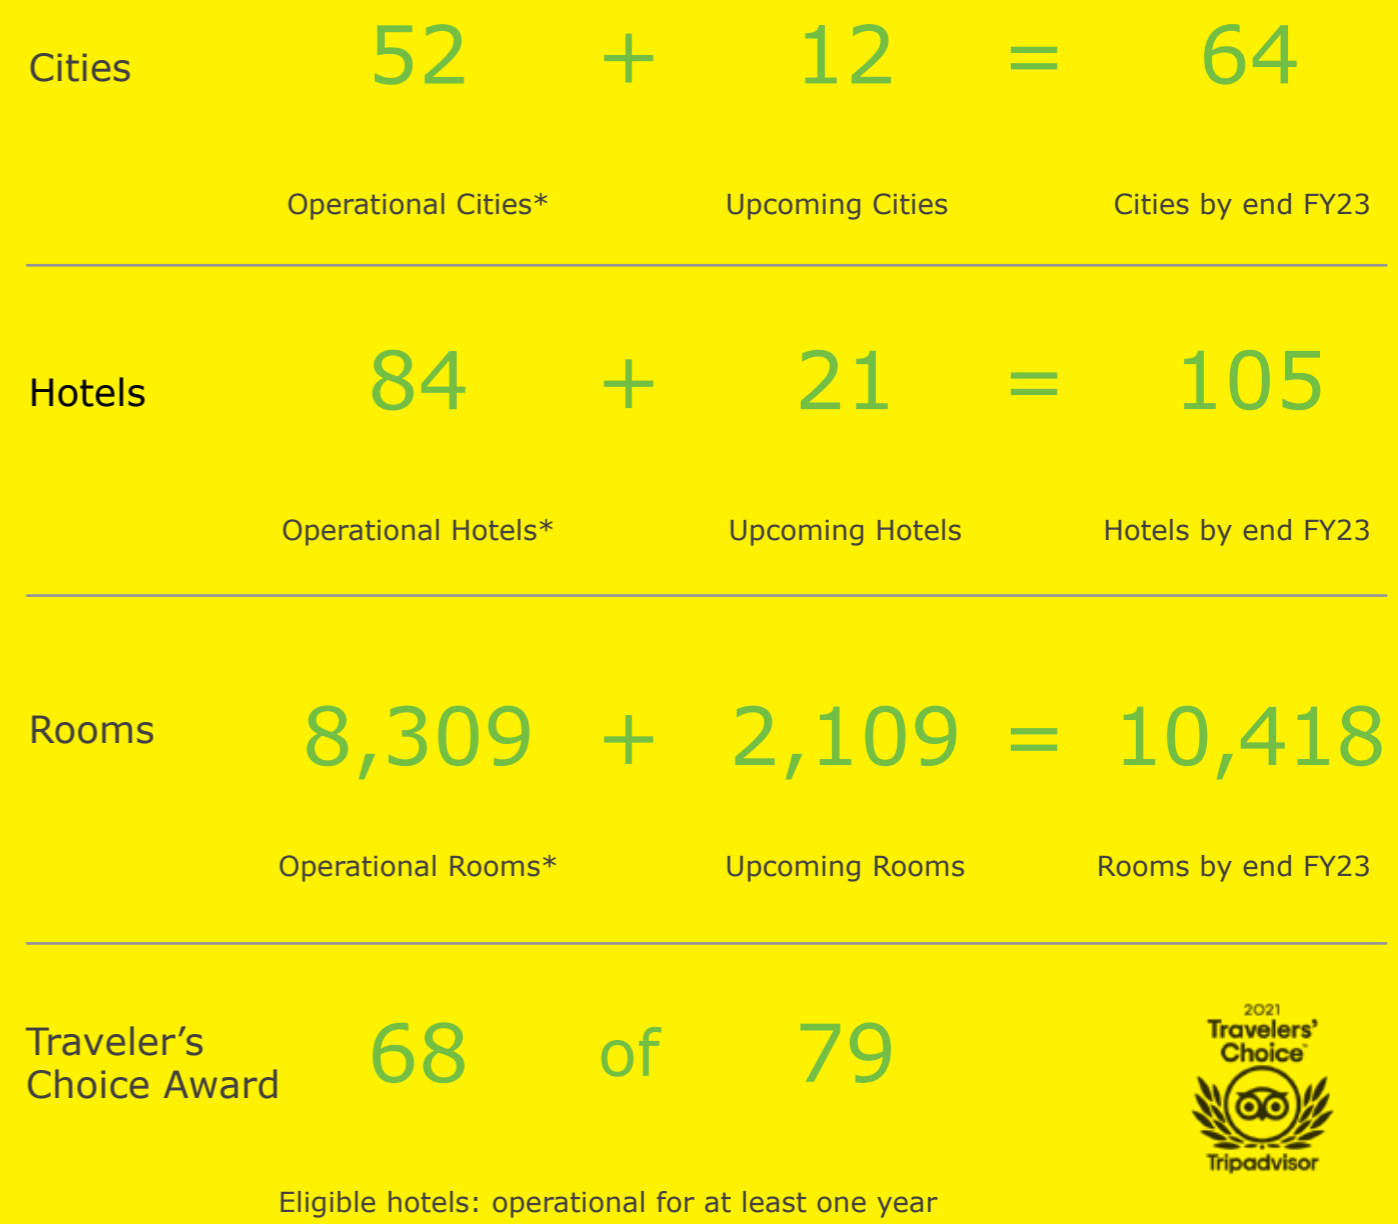 Cities 52 + 12 = 64
Operational Cities* Upcoming Cities Cities by end FY23
Hotels 84 + 21 = 105
Operational Hotels* Upcoming Hotels Hotels by end FY23
Rooms 8,309 + 2,109 = 10,418
Operational Rooms* Upcoming Rooms Rooms by end FY23
Traveler’s
Choice Award
68 of 79
2021
Travelers’
Choice™
Tripadvisor
Eligible hotels: operational for at least one year